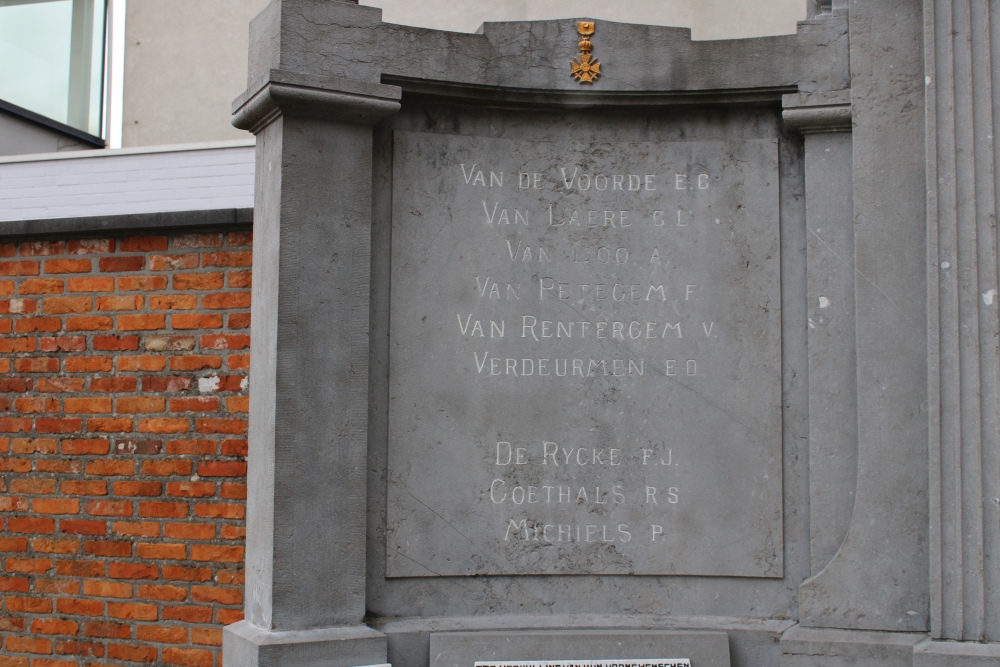 VAN DE VOORDE E.C
VAN LAERE G.L
VAN LOO. A.
VAN PETEGEM F.
VAN RENTERGEM V.
VERDEURMEN E.O.
DE RYCKE F.J.
GOETHALS R.S
MICHIELS P.